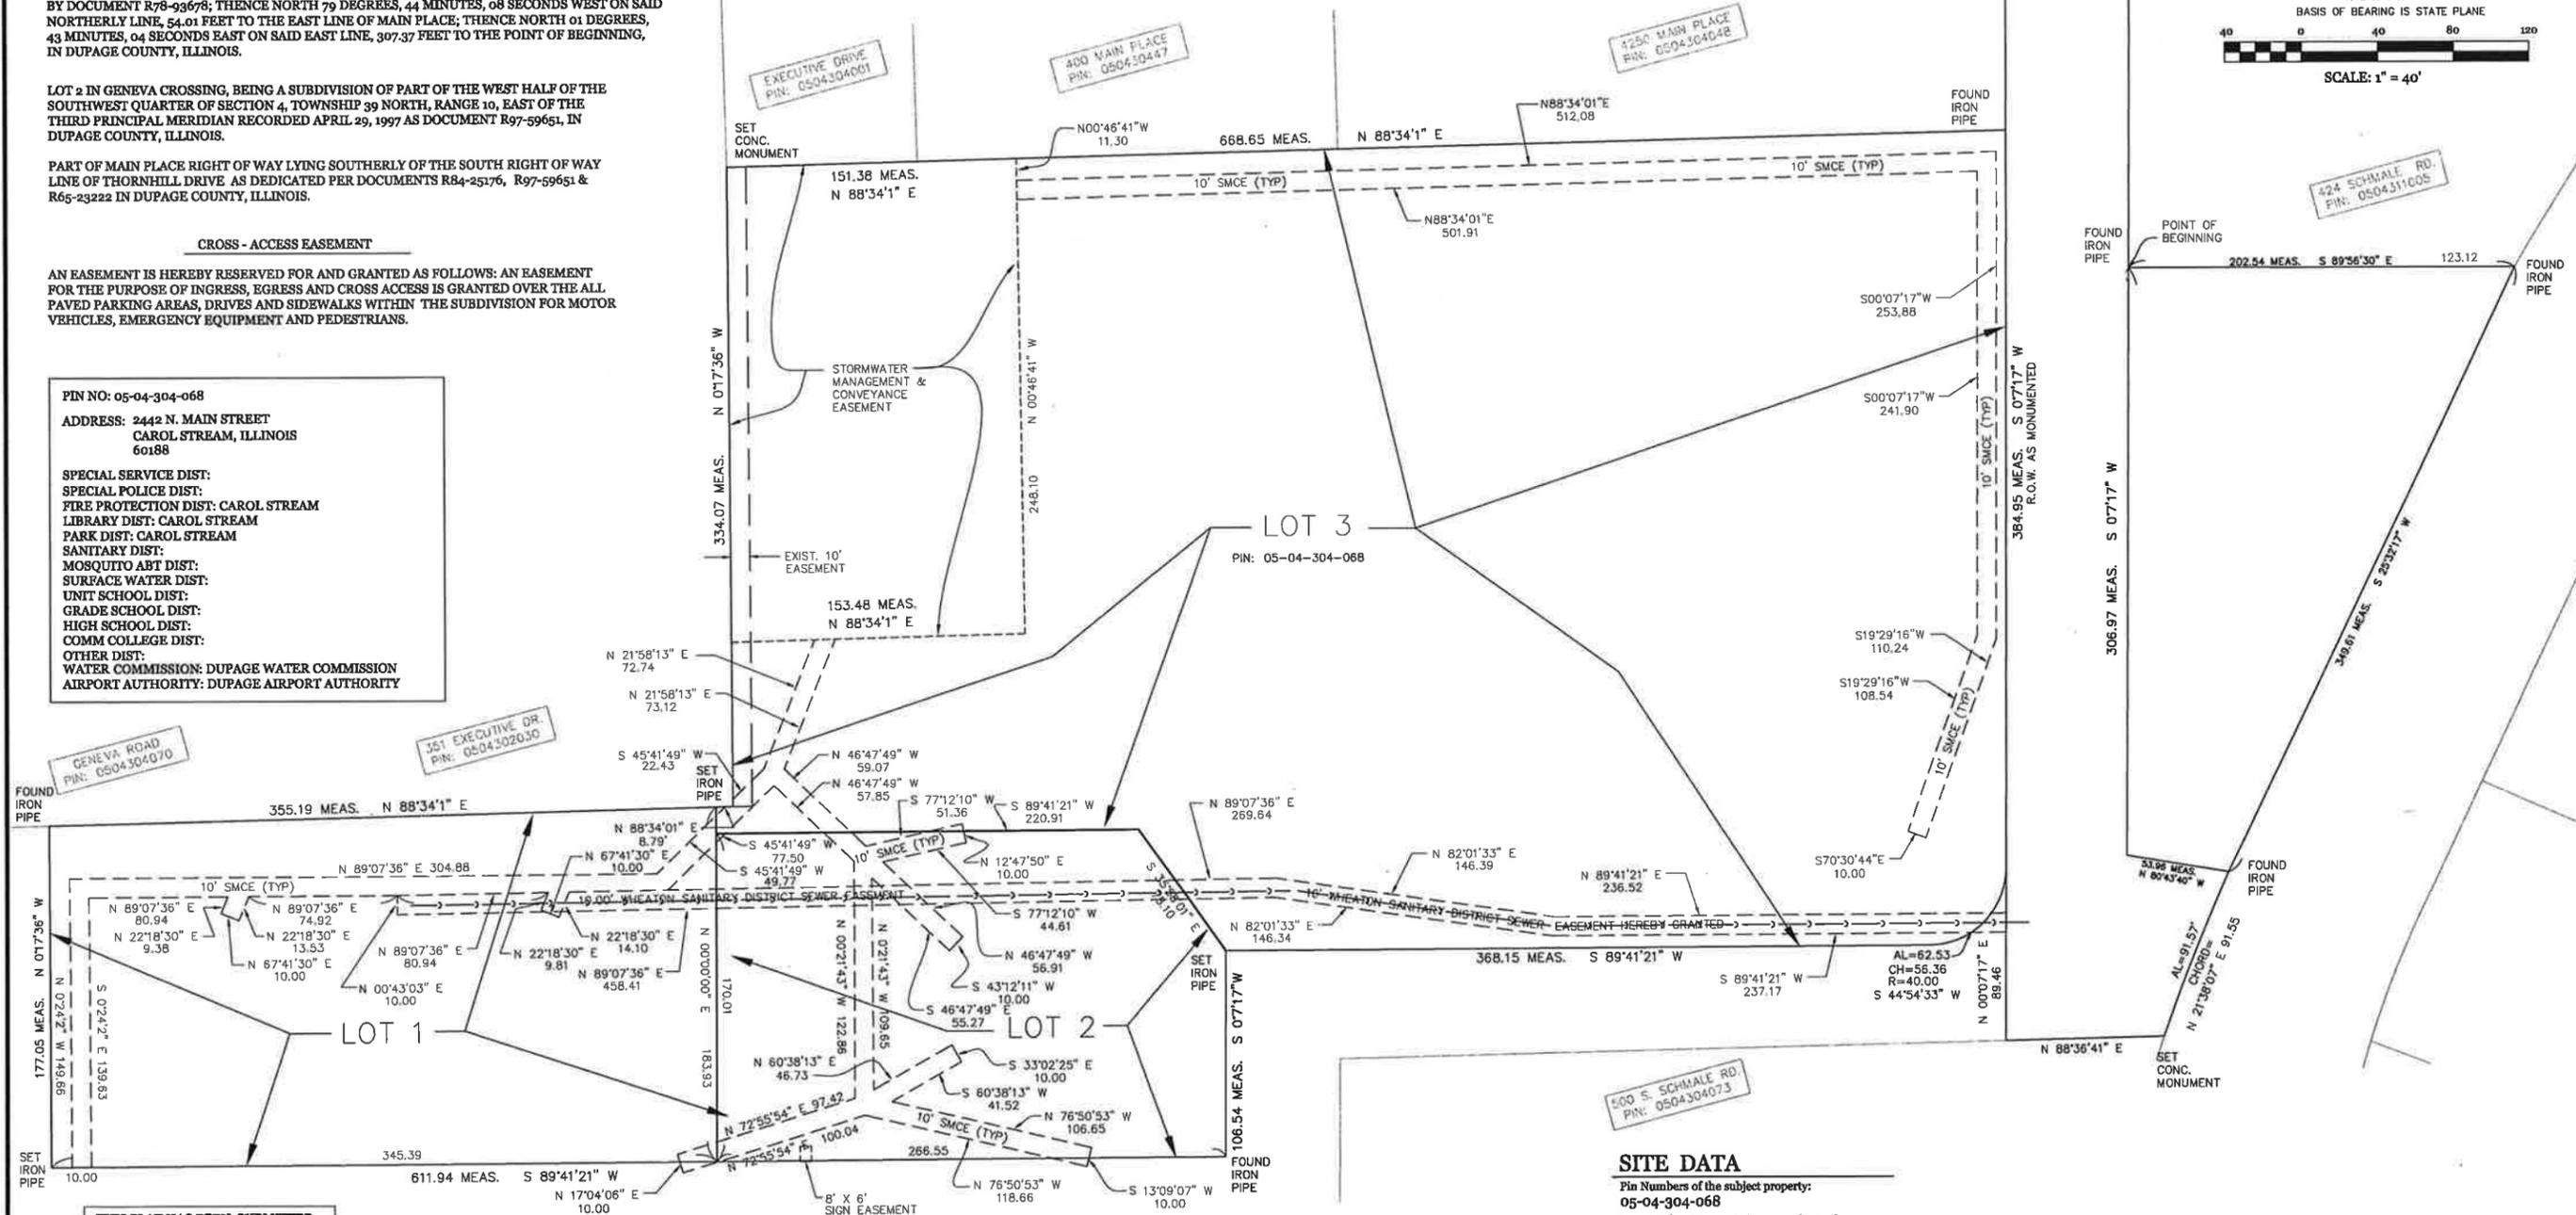 BY DOCUMENT R78-93678; THENCE NORTH 79 DEGREES, 44 MINUTES, 08 SECONDS WEST ON SAID
NORTHERLY LINE, 54.01 FEET TO THE EAST LINE OF MAIN PLACE; THENCE NORTH 01 DEGREES,
43 MINUTES, 04 SECONDS EAST ON SAID EAST LINE, 307.37 FEET TO THE POINT OF BEGINNING,
IN DUPAGE COUNTY, ILLINOIS.
LOT 2 IN GENEVA CROSSING, BEING A SUBDIVISION OF PART OF THE WEST HALF OF THE
SOUTHWEST QUARTER OF SECTION 4, TOWNSHIP 39 NORTH, RANGE 10, EAST OF THE
THIRD PRINCIPAL MERIDIAN RECORDED APRIL 29, 1997 AS DOCUMENT R97-59651, IN
DUPAGE COUNTY, ILLINOIS.
PART OF MAIN PLACE RIGHT OF WAY LYING SOUTHERLY OF THE SOUTH RIGHT OF WAY
LINE OF THORNHILL DRIVE AS DEDICATED PER DOCUMENTS R84-25176, R97-59651 &
R65-23222 IN DUPAGE COUNTY, ILLINOIS.
CROSS - ACCESS EASEMENT
AN EASEMENT IS HEREBY RESERVED FOR AND GRANTED AS FOLLOWS: AN EASEMENT
FOR THE PURPOSE OF INGRESS, EGRESS AND CROSS ACCESS IS GRANTED OVER THE ALL
PAVED PARKING AREAS, DRIVES AND SIDEWALKS WITHIN THE SUBDIVISION FOR MOTOR
VEHICLES, EMERGENCY EQUIPMENT AND PEDESTRIANS.
PIN NO: 05-04-304-068
ADDRESS: 2442 N. MAIN STREET
CAROL STREAM, ILLINOIS
60188
SPECIAL SERVICE DIST:
SPECIAL POLICE DIST:
FIRE PROTECTION DIST: CAROL STREAM
LIBRARY DIST: CAROL STREAM
PARK DIST: CAROL STREAM
SANITARY DIST:
MOSQUITO ABT DIST:
SURFACE WATER DIST:
UNIT SCHOOL DIST:
GRADE SCHOOL DIST:
HIGH SCHOOL DIST:
COMM COLLEGE DIST:
OTHER DIST:
WATER COMMISSION: DUPAGE WATER COMMISSION
AIRPORT AUTHORITY: DUPAGE AIRPORT AUTHORITY
BASIS OF BEARING IS STATE PLANE
40 0 40 80 120
SCALE: 1" = 40'
EXECUTIVE DRIVE
PIN: 0504304001
400 MAIN PLACE
PIN: 050430447
425C MAIN PLACE
PIN: 0504304048
424 SCHMALE RD.
PIN: 0504311005
SET
CONC.
MONUMENT
N00°46'41"W
11.30
668.65 MEAS. N 88°34'1" E
N88°34'01"E
512.08
FOUND
IRON
PIPE
151.38 MEAS.
N 88°34'1" E
10' SMCE (TYP)
10' SMCE (TYP)
N88°34'01"E
501.91
FOUND
IRON
PIPE
POINT OF
BEGINNING
202.54 MEAS. S 89°56'30" E 123.12
FOUND
IRON
PIPE
S00°07'17"W
253.88
S00°07'17"W
241.90
10' SMCE (TYP)
384.95 MEAS. S 0°7'17" W
R.O.W. AS MONUMENTED
306.97 MEAS. S 0°7'17" W
349.61 MEAS. S 25°32'17" W
334.07 MEAS. N 0°17'36" W
STORMWATER
MANAGEMENT &
CONVEYANCE
EASEMENT
N 00°46'41" W
248.10
EXIST. 10'
EASEMENT
LOT 3
PIN: 05-04-304-068
153.48 MEAS.
N 88°34'1" E
N 21°58'13" E
72.74
N 21°58'13" E
73.12
S19°29'16"W
110.24
S19°29'16"W
108.54
10' SMCE (TYP)
S70°30'44"E
10.00
GENEVA ROAD
PIN: 0504304070
351 EXECUTIVE DR.
PIN: 0504302030
S 45°41'49" W
22.43
SET
IRON
PIPE
N 46°47'49" W
59.07
N 46°47'49" W
57.85
S 77°12'10" W
51.36
S 89°41'21" W
220.91
N 89°07'36" E
269.64
FOUND
IRON
PIPE
355.19 MEAS. N 88°34'1" E
N 88°34'01" E
8.79'
N 67°41'30" E
10.00
S 45°41'49" W
77.50
S 45°41'49" W
49.77
10' SMCE (TYP)
N 12°47'50" E
10.00
N 82°01'33" E
146.39
N 89°41'21" E
236.52
53.96 MEAS.
N 80°43'40" W
FOUND
IRON
PIPE
N 89°07'36" E 304.88
10' SMCE (TYP)
N 89°07'36" E
80.94
N 89°07'36" E
74.92
N 22°18'30" E
9.38
N 22°18'30" E
13.53
N 67°41'30" E
10.00
N 00°43'03" E
10.00
N 89°07'36" E
80.94
N 22°18'30" E
9.81
N 22°18'30" E
14.10
N 89°07'36" E
458.41
10.00' WHEATON SANITARY DISTRICT SEWER EASEMENT
10' WHEATON SANITARY DISTRICT SEWER EASEMENT HEREBY GRANTED
N 82°01'33" E
146.34
S 77°12'10" W
44.61
N 46°47'49" W
56.91
S 43°12'11" W
10.00
S 46°47'49" E
55.27
SET
IRON
PIPE
368.15 MEAS. S 89°41'21" W
S 89°41'21" W
237.17
AL=62.53
CH=56.36
R=40.00
S 44°54'33" W
N 00°07'17" E
89.46
AL=91.57'
CHORD=
N 21°38'07" E 91.55
N 88°36'41" E
SET
CONC.
MONUMENT
177.05 MEAS. N 0°17'36" W
N 0°24'2" W 149.66
S 0°24'2" E 139.63
LOT 1
N 00°00'00" E
170.01
183.93
N 00°21'43" W 122.86
N 0°21'43" W 109.65
LOT 2
106.54 MEAS. S 0°7'17"W
N 60°38'13" E
46.73
S 33°02'25" E
10.00
S 60°38'13" W
41.52
N 76°50'53" W
106.65
N 72°55'54" E 97.42
N 72°55'54" E 100.04
10' SMCE (TYP)
266.55
N 76°50'53" W
118.66
S 13°09'07" W
10.00
FOUND
IRON
PIPE
SET
IRON
PIPE
10.00
345.39
611.94 MEAS. S 89°41'21" W
N 17°04'06" E
10.00
8' X 6'
SIGN EASEMENT
500 S. SCHMALE RD.
PIN: 0504304073
SITE DATA
Pin Numbers of the subject property:
05-04-304-068